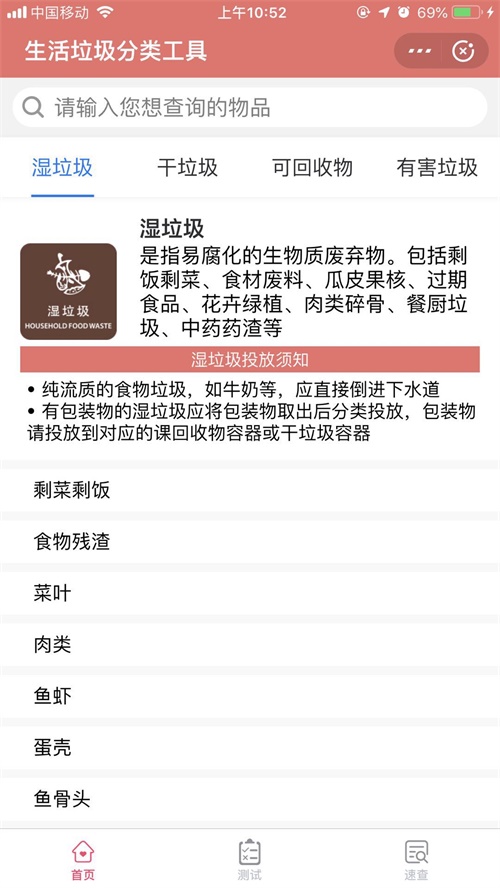 中国移动
上午10:52
69%
生活垃圾分类工具
请输入您想查询的物品
湿垃圾 干垃圾 可回收物 有害垃圾
湿垃圾
是指易腐化的生物质废弃物。包括剩
饭剩菜、食材废料、瓜皮果核、过期
食品、花卉绿植、肉类碎骨、餐厨垃
圾、中药药渣等
湿垃圾
HOUSEHOLD FOOD WASTE
湿垃圾投放须知
• 纯流质的食物垃圾，如牛奶等，应直接倒进下水道
• 有包装物的湿垃圾应将包装物取出后分类投放，包装物
请投放到对应的课回收物容器或干垃圾容器
剩菜剩饭
食物残渣
菜叶
肉类
鱼虾
蛋壳
鱼骨头
首页 测试 速查